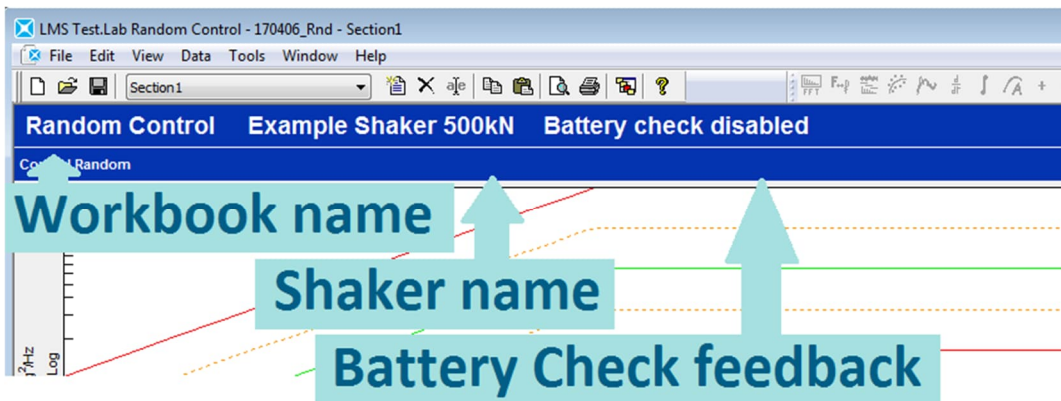 LMS Test.Lab Random Control - 170406_Rnd - Section1
File Edit View Data Tools Window Help
Section1
Random Control Example Shaker 500kN Battery check disabled
Random
Workbook name
Shaker name
Battery Check feedback
Log